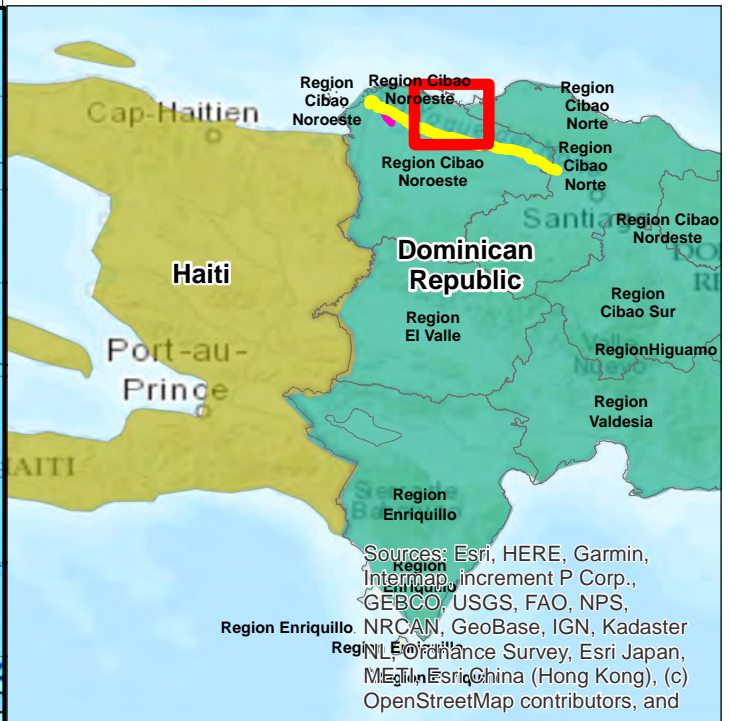 Region
Cibao
Noroeste
Region Cibao
Noroeste
Region
Cibao
Norte
Cap-Haitien
Region
Cibao
Norte
Region Cibao
Noroeste
Region Cibao
Nordeste
Haiti
Dominican
Republic
Region
Cibao Sur
Region
El Valle
RegionHiguamo
Port-au-
Prince
Region
Valdesia
Region
Enriquillo
Region
Enriquillo
Region Enriquillo
Sources: Esri, HERE, Garmin,
Intermap, increment P Corp.,
GEBCO, USGS, FAO, NPS,
NRCAN, GeoBase, IGN, Kadaster
NL, Ordnance Survey, Esri Japan,
METI, Esri China (Hong Kong), (c)
OpenStreetMap contributors, and